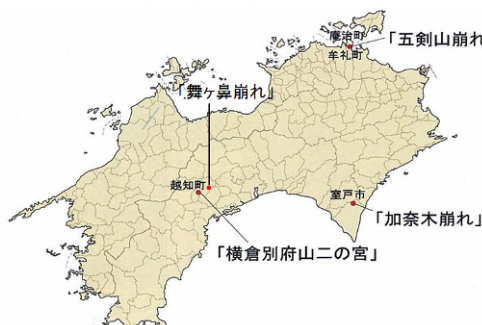 庵治町
「五剣山崩れ」
牟礼町
「舞ヶ鼻崩れ」
越知町
室戸市
「加奈木崩れ」
「横倉別府山二の宮」